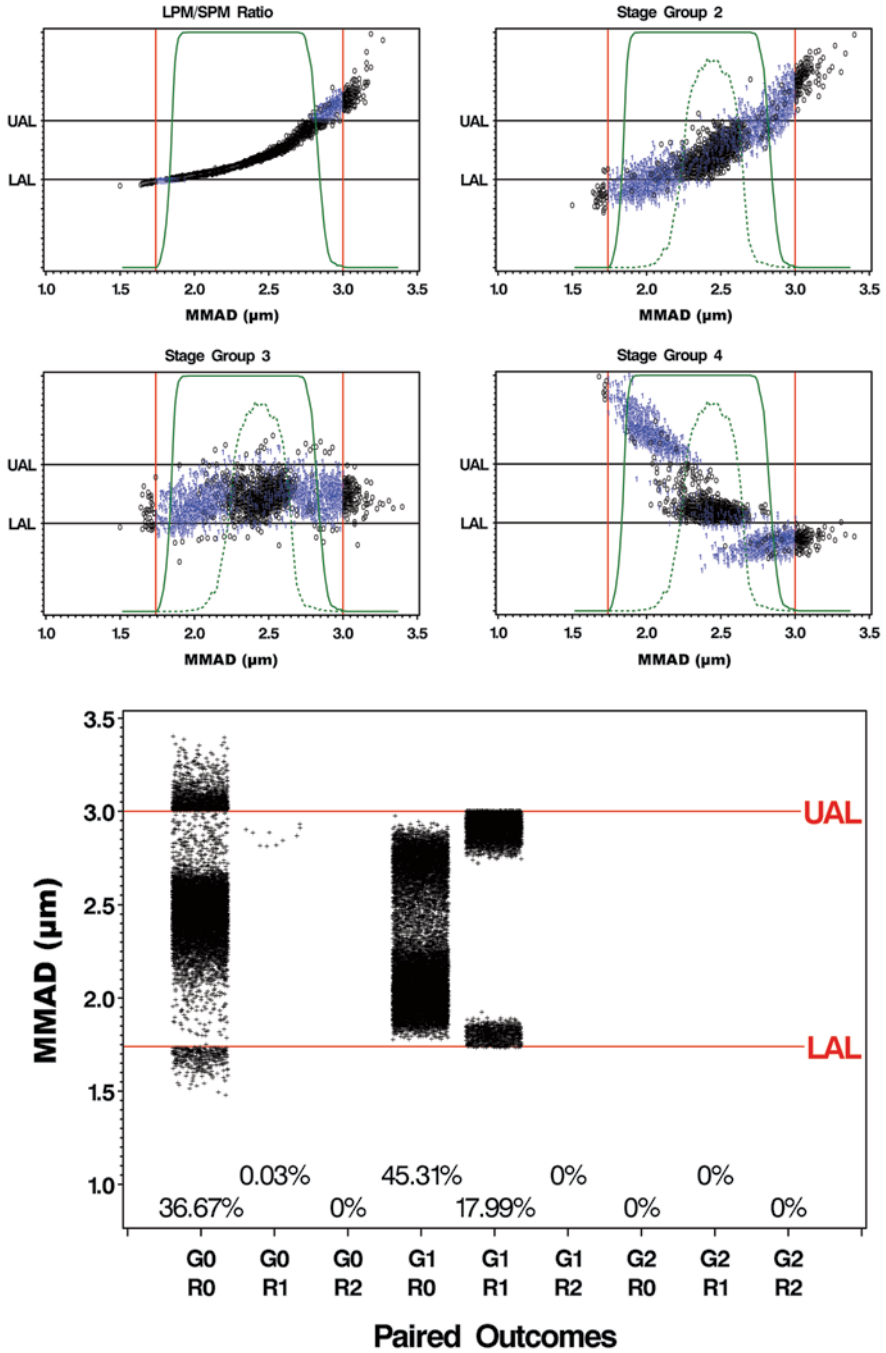 LPM/SPM Ratio
UAL
LAL
1.0 1.5 2.0 2.5 3.0 3.5
MMAD (µm)
Stage Group 2
UAL
LAL
1.0 1.5 2.0 2.5 3.0 3.5
MMAD (µm)
Stage Group 3
UAL
LAL
1.0 1.5 2.0 2.5 3.0 3.5
MMAD (µm)
Stage Group 4
UAL
LAL
1.0 1.5 2.0 2.5 3.0 3.5
MMAD (µm)
MMAD (µm)
3.5
3.0
2.5
2.0
1.5
1.0
UAL
LAL
0.03% 45.31% 0% 0%
36.67% 0% 17.99% 0% 0%
G0 G0 G0 G1 G1 G1 G2 G2 G2
R0 R1 R2 R0 R1 R2 R0 R1 R2
Paired Outcomes